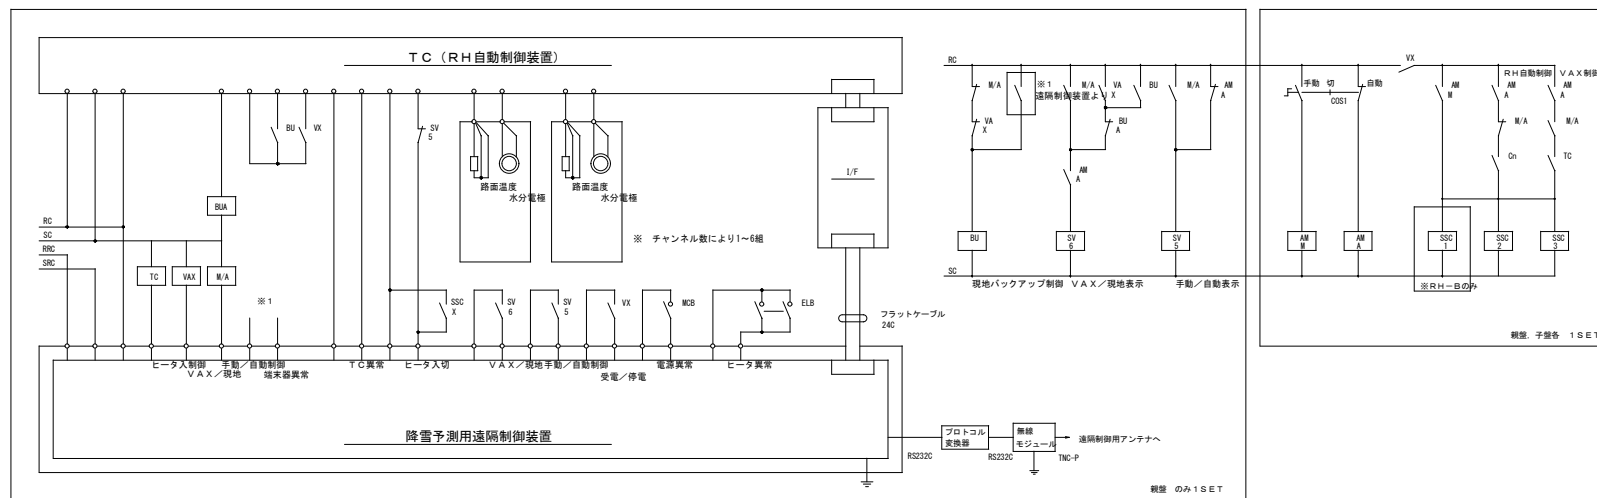 TC（RH自動制御装置）
BU
VX
SV
5
路面温度
水分電極
路面温度
水分電極
※ チャンネル数により1～6組
I/F
BUA
RC
SC
RRC
SRC
TC
VAX
M/A
※1
SSC
X
SV
6
SV
5
VX
MCB
ELB
フラットケーブル
24C
ヒータ入制御
VAX／現地
手動／自動制御
端末器異常
TC異常
ヒータ入切
VAX／現地
手動／自動制御
受電／停電
電源異常
ヒータ異常
降雪予測用遠隔制御装置
RS232C
プロトコル
変換器
RS232C
無線
モジュール
TNC-P
遠隔制御用アンテナへ
親盤 のみ1SET
RC
M/A
※1
遠隔制御装置より
VA
X
M/A
VA
X
BU
BU
A
AM
A
M/A
AM
A
BU
SV
6
SV
5
SC
現地バックアップ制御
VAX／現地表示
手動／自動表示
VX
手動 切
自動
COS1
AM
M
RH自動制御
VAX制御
AM
A
AM
A
M/A
M/A
Cn
TC
AM
M
AM
A
SSC
1
SSC
2
SSC
3
※RH－Bのみ
親盤、子盤各 1SET